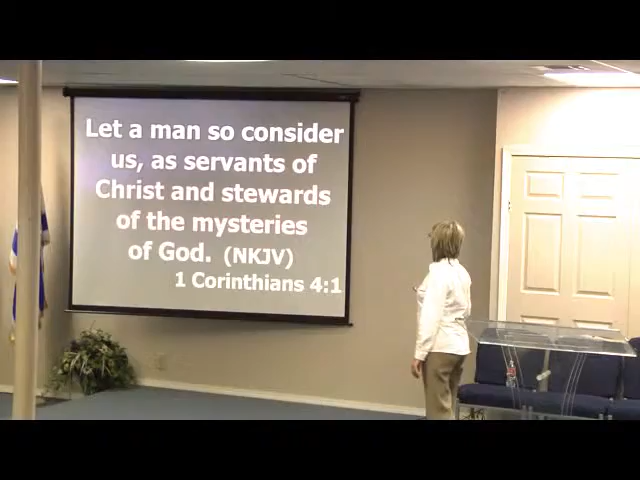 Let a man so consider
us, as servants of
Christ and stewards
of the mysteries
of God. (NKJV)
1 Corinthians 4:1